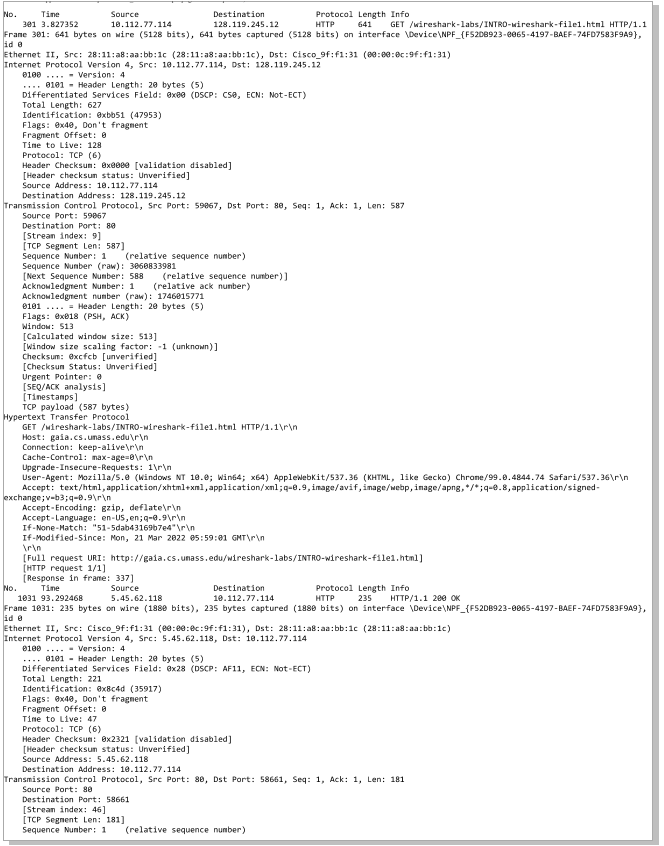 No.     Time        Source          Destination     Protocol Length Info
301 3.827352    10.112.77.114   128.119.245.12  HTTP    641   GET /wireshark-labs/INTRO-wireshark-file1.html HTTP/1.1
Frame 301: 641 bytes on wire (5128 bits), 641 bytes captured (5128 bits) on interface \Device\NPF_{F52DB923-0065-4197-BAEF-74FD7583F9A9},
id 0
Ethernet II, Src: 28:11:a8:aa:bb:1c (28:11:a8:aa:bb:1c), Dst: Cisco_9f:f1:31 (00:00:0c:9f:f1:31)
Internet Protocol Version 4, Src: 10.112.77.114, Dst: 128.119.245.12
0100 .... = Version: 4
.... 0101 = Header Length: 20 bytes (5)
Differentiated Services Field: 0x00 (DSCP: CS0, ECN: Not-ECT)
Total Length: 627
Identification: 0xbb51 (47953)
Flags: 0x40, Don't fragment
Fragment Offset: 0
Time to Live: 128
Protocol: TCP (6)
Header Checksum: 0x0000 [validation disabled]
[Header checksum status: Unverified]
Source Address: 10.112.77.114
Destination Address: 128.119.245.12
Transmission Control Protocol, Src Port: 59067, Dst Port: 80, Seq: 1, Ack: 1, Len: 587
Source Port: 59067
Destination Port: 80
[Stream index: 9]
[TCP Segment Len: 587]
Sequence Number: 1    (relative sequence number)
Sequence Number (raw): 3060833981
[Next Sequence Number: 588    (relative sequence number)]
Acknowledgment Number: 1    (relative ack number)
Acknowledgment number (raw): 1746015771
0101 .... = Header Length: 20 bytes (5)
Flags: 0x018 (PSH, ACK)
Window: 513
[Calculated window size: 513]
[Window size scaling factor: -1 (unknown)]
Checksum: 0xcfcb [unverified]
[Checksum Status: Unverified]
Urgent Pointer: 0
[SEQ/ACK analysis]
[Timestamps]
TCP payload (587 bytes)
Hypertext Transfer Protocol
GET /wireshark-labs/INTRO-wireshark-file1.html HTTP/1.1\r\n
Host: gaia.cs.umass.edu\r\n
Connection: keep-alive\r\n
Cache-Control: max-age=0\r\n
Upgrade-Insecure-Requests: 1\r\n
User-Agent: Mozilla/5.0 (Windows NT 10.0; Win64; x64) AppleWebKit/537.36 (KHTML, like Gecko) Chrome/99.0.4844.74 Safari/537.36\r\n
Accept: text/html,application/xhtml+xml,application/xml;q=0.9,image/avif,image/webp,image/apng,*/*;q=0.8,application/signed-
exchange;v=b3;q=0.9\r\n
Accept-Encoding: gzip, deflate\r\n
Accept-Language: en-US,en;q=0.9\r\n
If-None-Match: "51-5dab43169b7e4"\r\n
If-Modified-Since: Mon, 21 Mar 2022 05:59:01 GMT\r\n
\r\n
[Full request URI: http://gaia.cs.umass.edu/wireshark-labs/INTRO-wireshark-file1.html]
[HTTP request 1/1]
[Response in frame: 337]
No.     Time        Source          Destination     Protocol Length Info
1031 93.292468   5.45.62.118     10.112.77.114   HTTP    235   HTTP/1.1 200 OK
Frame 1031: 235 bytes on wire (1880 bits), 235 bytes captured (1880 bits) on interface \Device\NPF_{F52DB923-0065-4197-BAEF-74FD7583F9A9},
id 0
Ethernet II, Src: Cisco_9f:f1:31 (00:00:0c:9f:f1:31), Dst: 28:11:a8:aa:bb:1c (28:11:a8:aa:bb:1c)
Internet Protocol Version 4, Src: 5.45.62.118, Dst: 10.112.77.114
0100 .... = Version: 4
.... 0101 = Header Length: 20 bytes (5)
Differentiated Services Field: 0x28 (DSCP: AF11, ECN: Not-ECT)
Total Length: 221
Identification: 0x8c4d (35917)
Flags: 0x40, Don't fragment
Fragment Offset: 0
Time to Live: 47
Protocol: TCP (6)
Header Checksum: 0x2321 [validation disabled]
[Header checksum status: Unverified]
Source Address: 5.45.62.118
Destination Address: 10.112.77.114
Transmission Control Protocol, Src Port: 80, Dst Port: 58661, Seq: 1, Ack: 1, Len: 181
Source Port: 80
Destination Port: 58661
[Stream index: 46]
[TCP Segment Len: 181]
Sequence Number: 1    (relative sequence number)